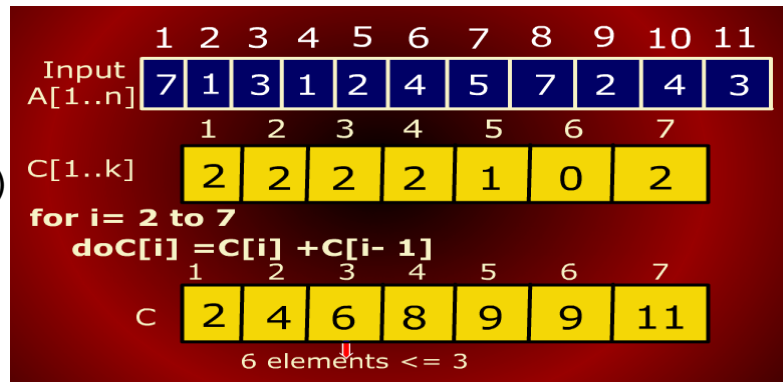 1 2 3 4 5 6 7 8 9 10 11
Input
A[1..n]
7 1 3 1 2 4 5 7 2 4 3
1 2 3 4 5 6 7
C[1..k]
2 2 2 2 1 0 2
)
for i= 2 to 7
doC[i] =C[i] +C[i- 1]
1 2 3 4 5 6 7
C 2 4 6 8 9 9 11
6 elements <= 3